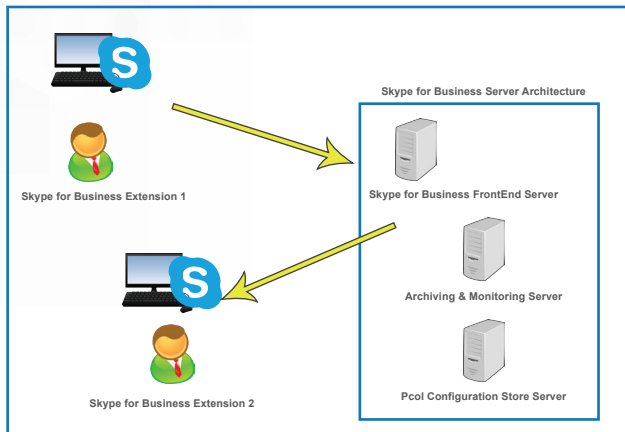 S
Skype for Business Server Architecture
Skype for Business Extension 1
Skype for Business FrontEnd Server
S
Archiving & Monitoring Server
Skype for Business Extension 2
Pcol Configuration Store Server